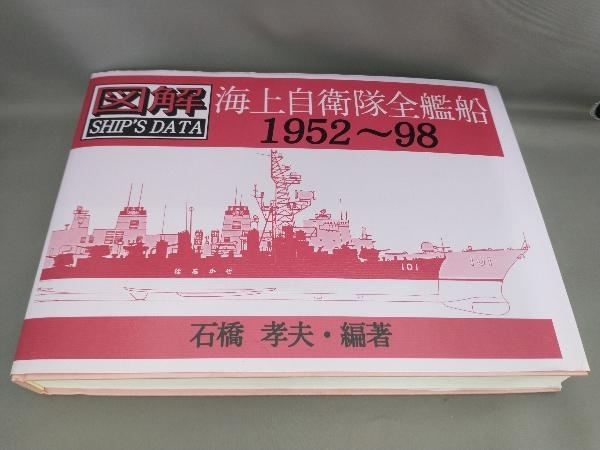 図解
SHIP'S DATA
海上自衛隊全艦船
1952～98
はるかぜ
101
石橋 孝夫・編著